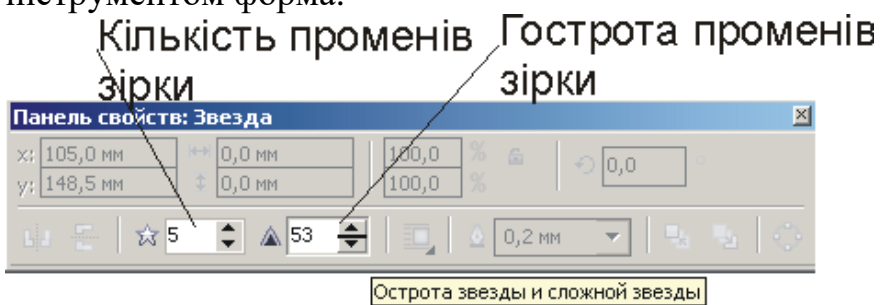 інструментом форма.
Кількість променів зірки
Гострота променів зірки
Панель свойств: Звезда
x: 105,0 мм 0,0 мм 100,0 % 0,0 °
y: 148,5 мм 0,0 мм 100,0 %
5 53 0,2 мм
Острота звезды и сложной звезды